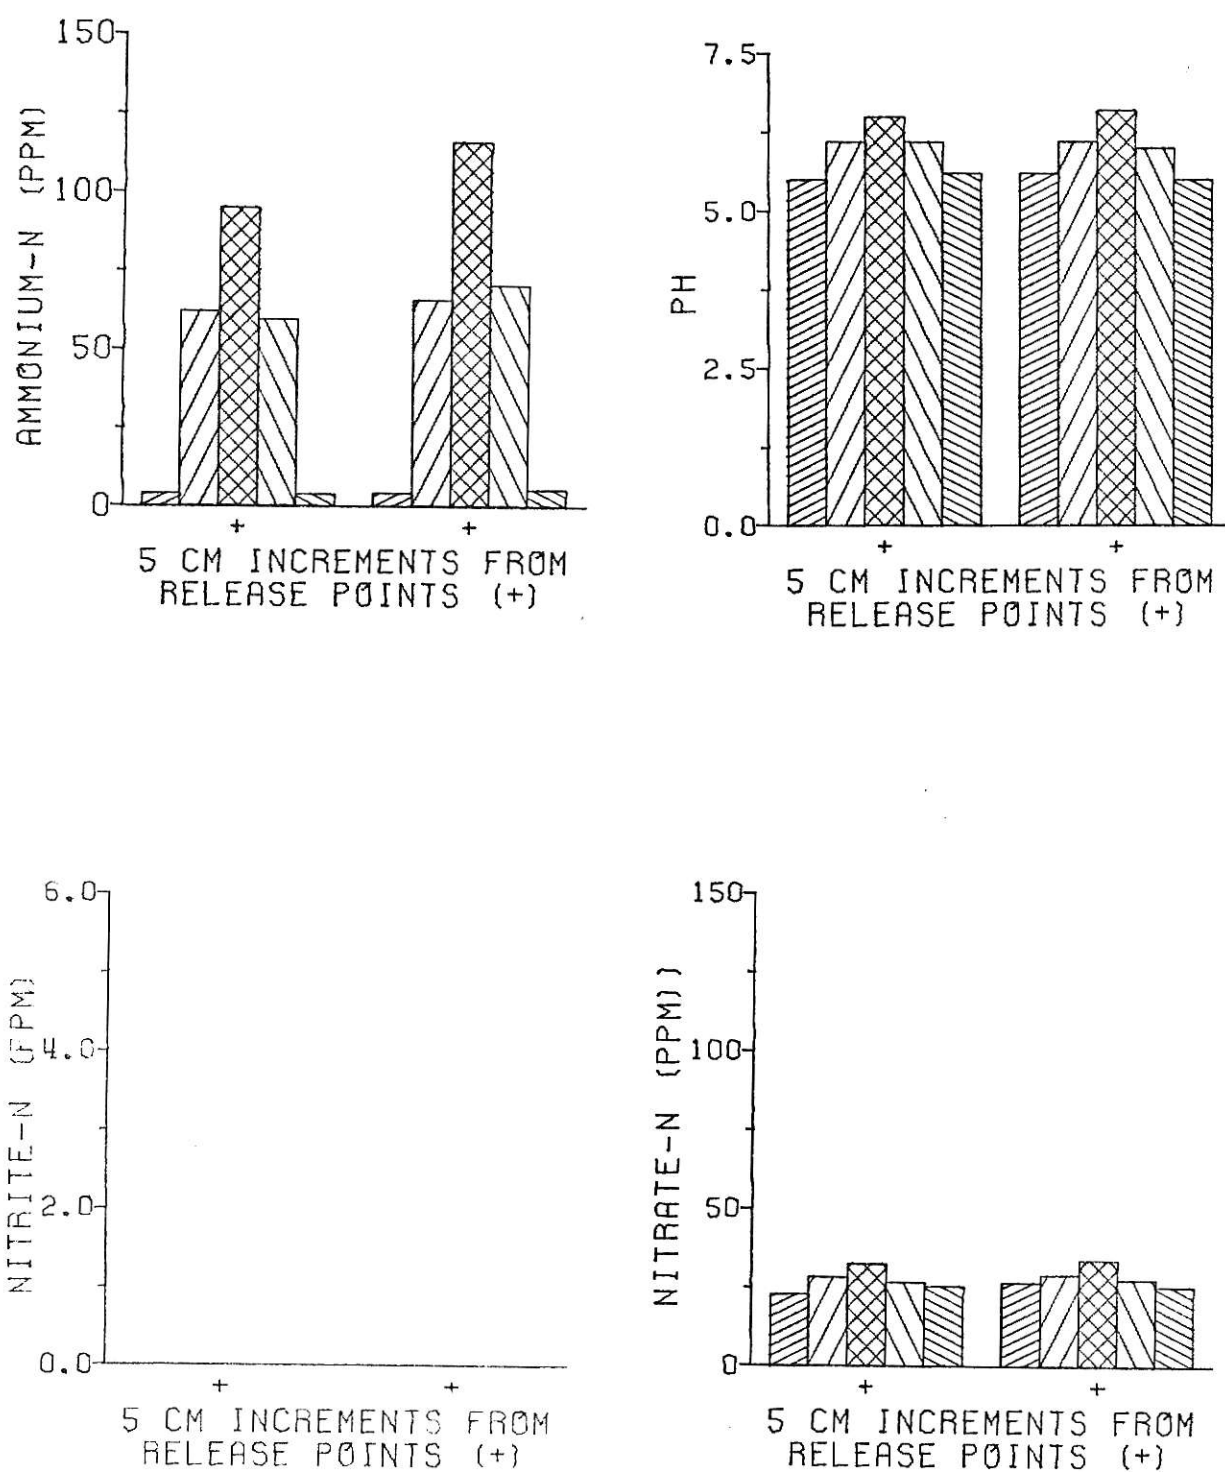 150
100
50
0
AMMONIUM-N (PPM)
+ +
5 CM INCREMENTS FROM
RELEASE POINTS (+)
7.5
5.0
2.5
0.0
PH
+ +
5 CM INCREMENTS FROM
RELEASE POINTS (+)
6.0
4.0
2.0
0.0
NITRITE-N (PPM)
+ +
5 CM INCREMENTS FROM
RELEASE POINTS (+)
150
100
50
0
NITRATE-N (PPM))
+ +
5 CM INCREMENTS FROM
RELEASE POINTS (+)